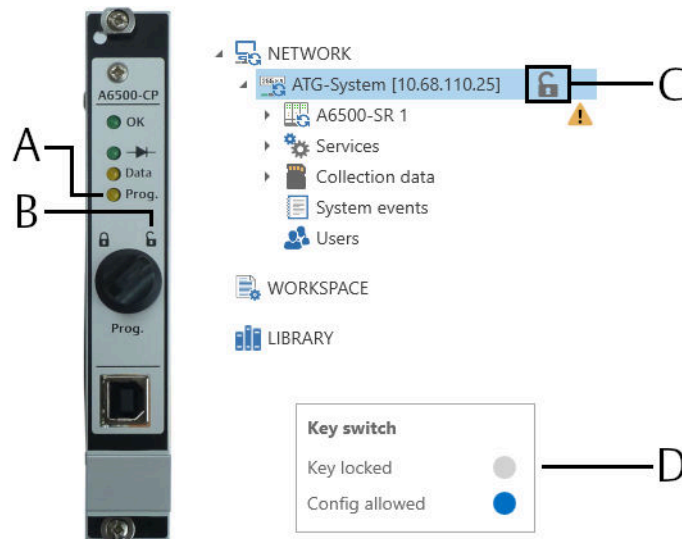 A6500-CP
OK
Data
Prog.
Prog.
A
B
NETWORK
ATG-System [10.68.110.25]
A6500-SR 1
Services
Collection data
System events
Users
WORKSPACE
LIBRARY
C
Key switch
Key locked
Config allowed
D